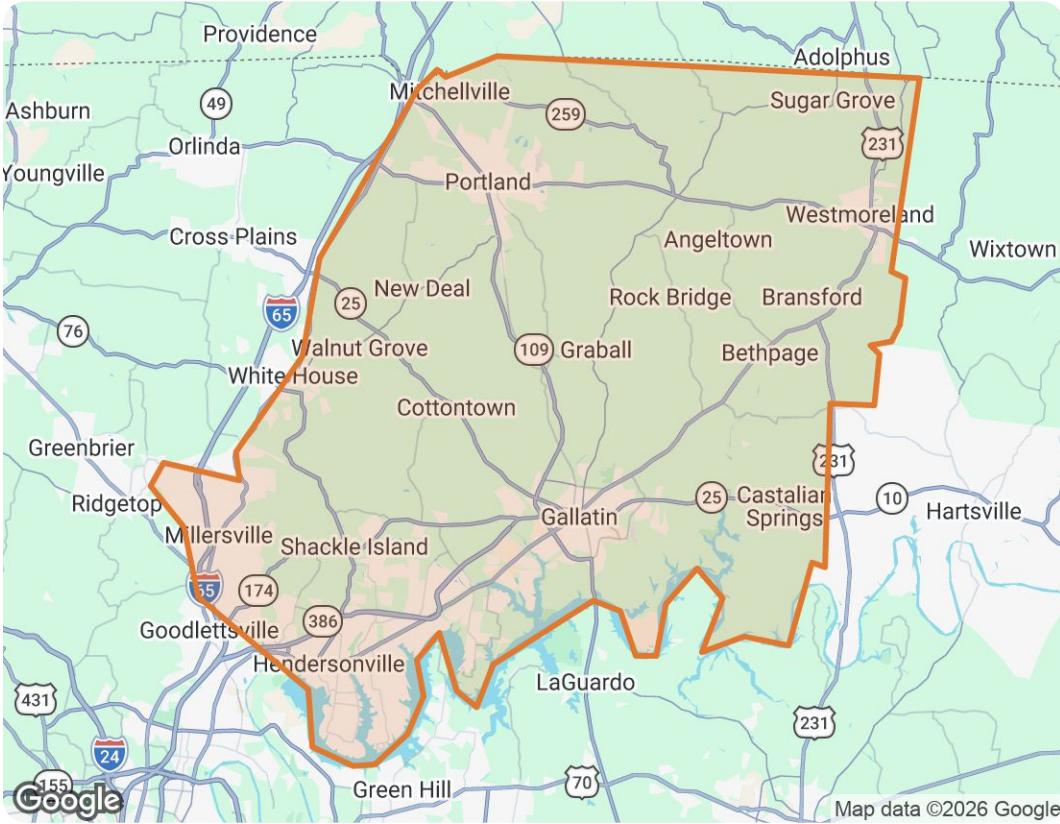 Providence
Adolphus
Mitchellville
Sugar Grove
Ashburn
49
259
231
Orlinda
Youngville
Portland
Westmoreland
Cross Plains
Angeltown
Wixtown
New Deal
Rock Bridge
Bransford
25
65
76
Walnut Grove
109
Graball
Bethpage
White House
Cottontown
Greenbrier
231
Ridgetop
25
Castalian
Springs
10
Hartsville
Gallatin
Millersville
Shackle Island
65
174
386
Goodlettsville
Hendersonville
LaGuardo
431
231
24
155
Green Hill
70
Google
Map data ©2026 Google